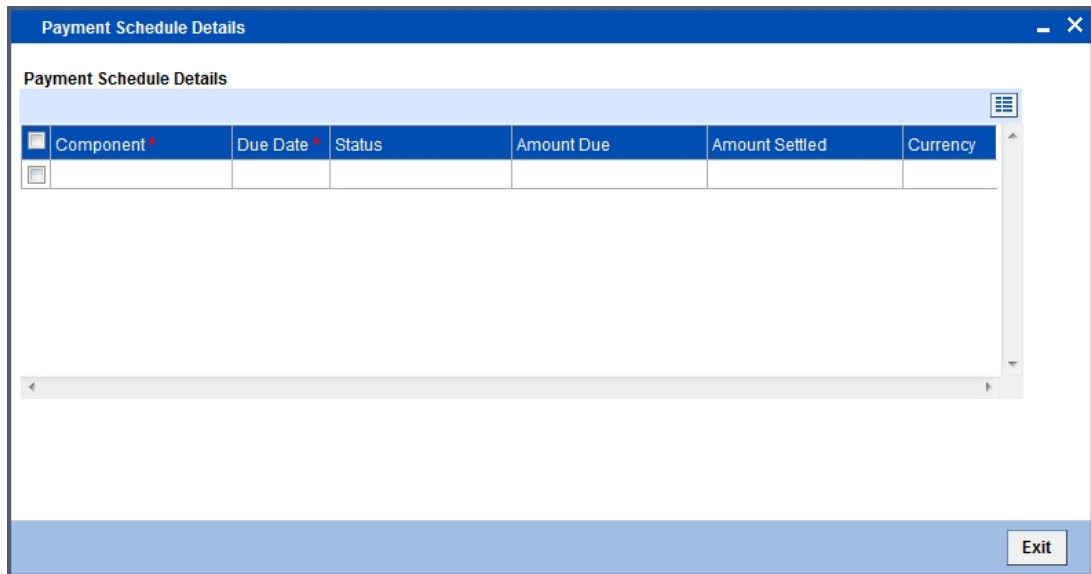 Payment Schedule Details
Payment Schedule Details
Component * Due Date * Status Amount Due Amount Settled Currency
Exit